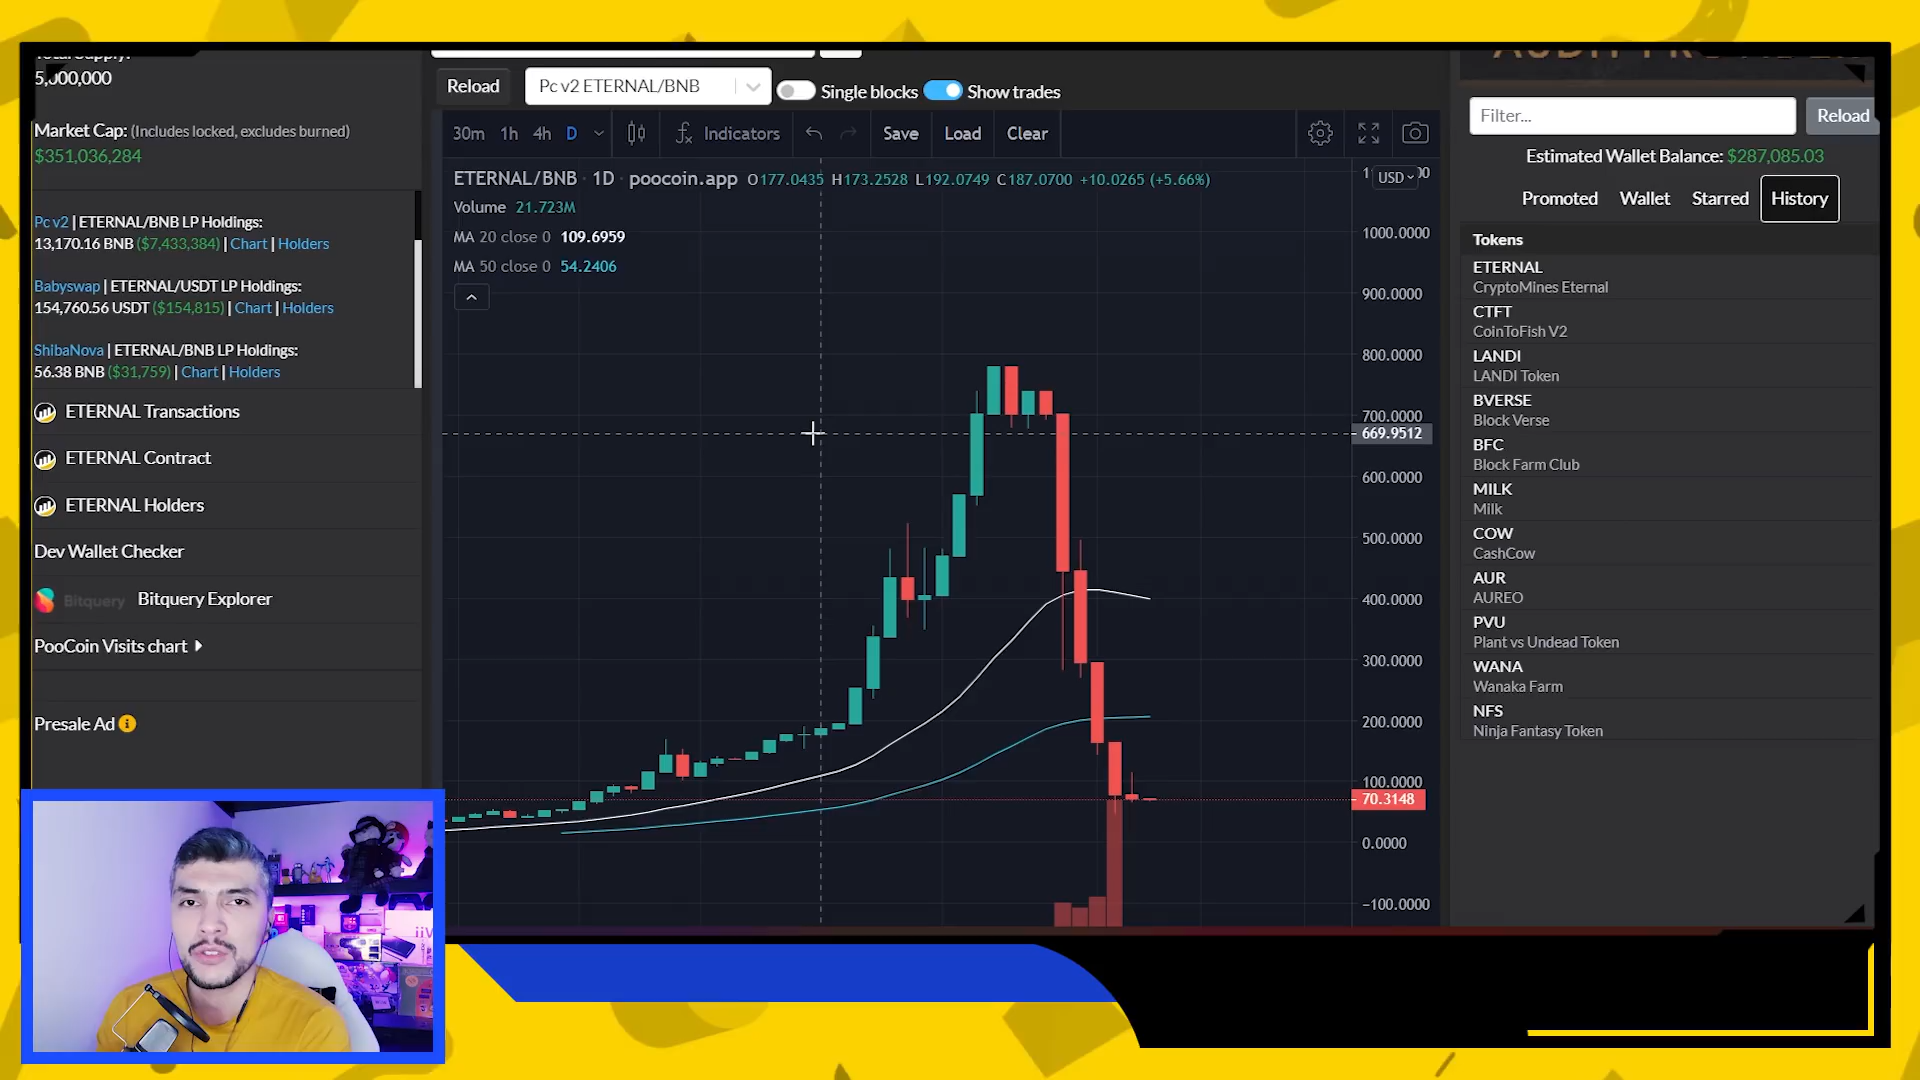 Total Supply:
5,000,000
Market Cap: (Includes locked, excludes burned)
$351,036,284
Pc v2 | ETERNAL/BNB LP Holdings:
13,170.16 BNB ($7,433,384) | Chart | Holders
Babyswap | ETERNAL/USDT LP Holdings:
154,760.56 USDT ($154,815) | Chart | Holders
ShibaNova | ETERNAL/BNB LP Holdings:
56.38 BNB ($31,759) | Chart | Holders
ETERNAL Transactions
ETERNAL Contract
ETERNAL Holders
Dev Wallet Checker
Bitquery Bitquery Explorer
PooCoin Visits chart
Presale Ad
Reload Pc v2 ETERNAL/BNB Single blocks Show trades
30m 1h 4h D Indicators Save Load Clear
ETERNAL/BNB · 1D · poocoin.app O177.0435 H173.2528 L192.0749 C187.0700 +10.0265 (+5.66%)
Volume 21.723M
MA 20 close 0 109.6959
MA 50 close 0 54.2406
USD
1000.0000
900.0000
800.0000
700.0000
669.9512
600.0000
500.0000
400.0000
300.0000
200.0000
100.0000
70.3148
0.0000
-100.0000
Filter... Reload
Estimated Wallet Balance: $287,085.03
Promoted Wallet Starred History
Tokens
ETERNAL
CryptoMines Eternal
CTFT
CoinToFish V2
LANDI
LANDI Token
BVERSE
Block Verse
BFC
Block Farm Club
MILK
Milk
COW
CashCow
AUR
AUREO
PVU
Plant vs Undead Token
WANA
Wanaka Farm
NFS
Ninja Fantasy Token